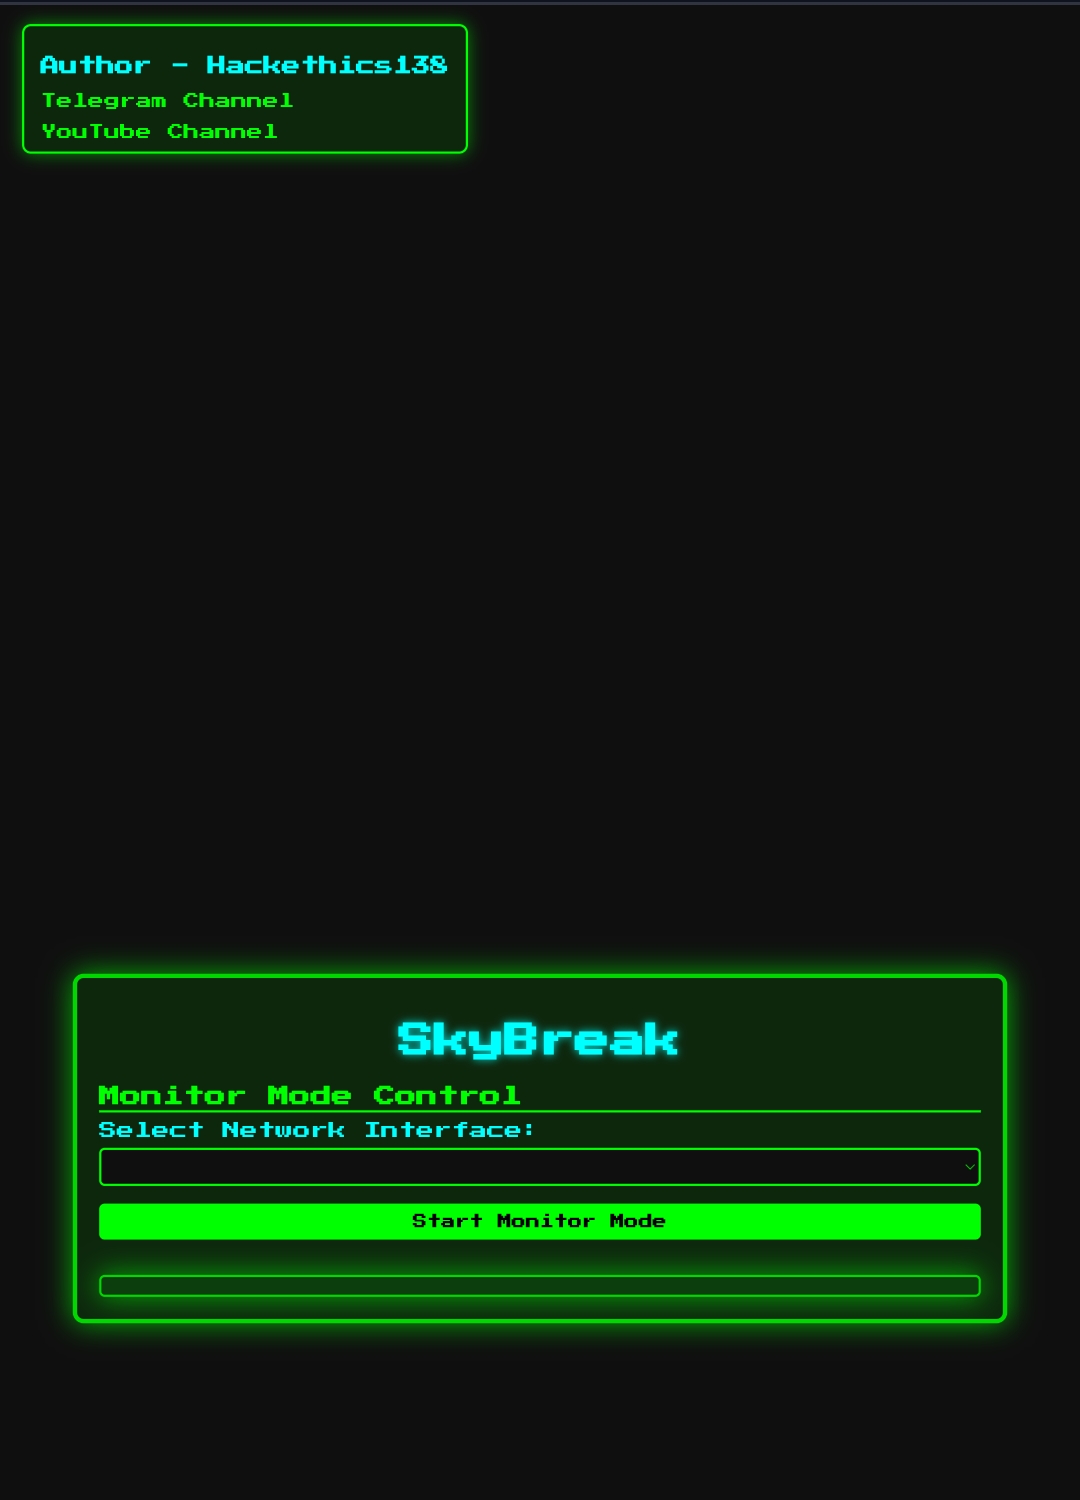 Author - Hackethics138
Telegram Channel
YouTube Channel
SkyBreak
Monitor Mode Control
Select Network Interface:
Start Monitor Mode